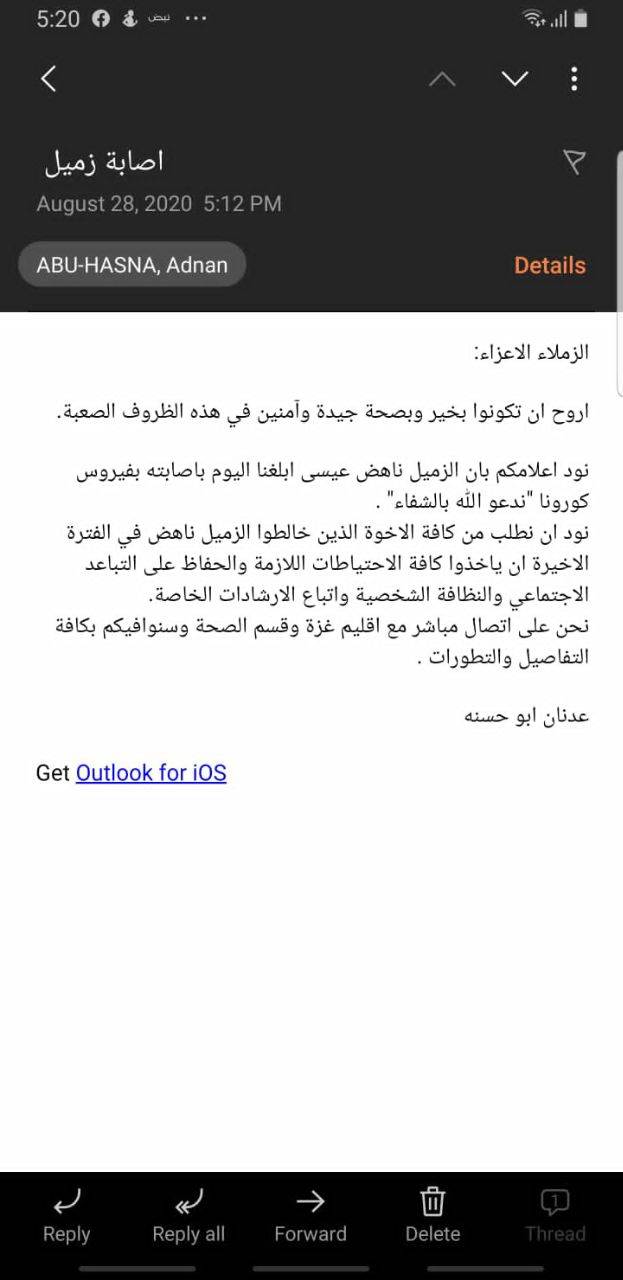 5:20 نبض
اصابة زميل
August 28, 2020 5:12 PM
ABU-HASNA, Adnan
Details
الزملاء الاعزاء:
اروح ان تكونوا بخير وبصحة جيدة وآمنين في هذه الظروف الصعبة.
نود اعلامكم بان الزميل ناهض عيسى ابلغنا اليوم باصابته بفيروس
كورونا "ندعو الله بالشفاء" .
نود ان نطلب من كافة الاخوة الذين خالطوا الزميل ناهض في الفترة
الاخيرة ان ياخذوا كافة الاحتياطات اللازمة والحفاظ على التباعد
الاجتماعي والنظافة الشخصية واتباع الارشادات الخاصة.
نحن على اتصال مباشر مع اقليم غزة وقسم الصحة وسنوافيكم بكافة
التفاصيل والتطورات .
عدنان ابو حسنه
Get Outlook for iOS
1
Reply Reply all Forward Delete Thread